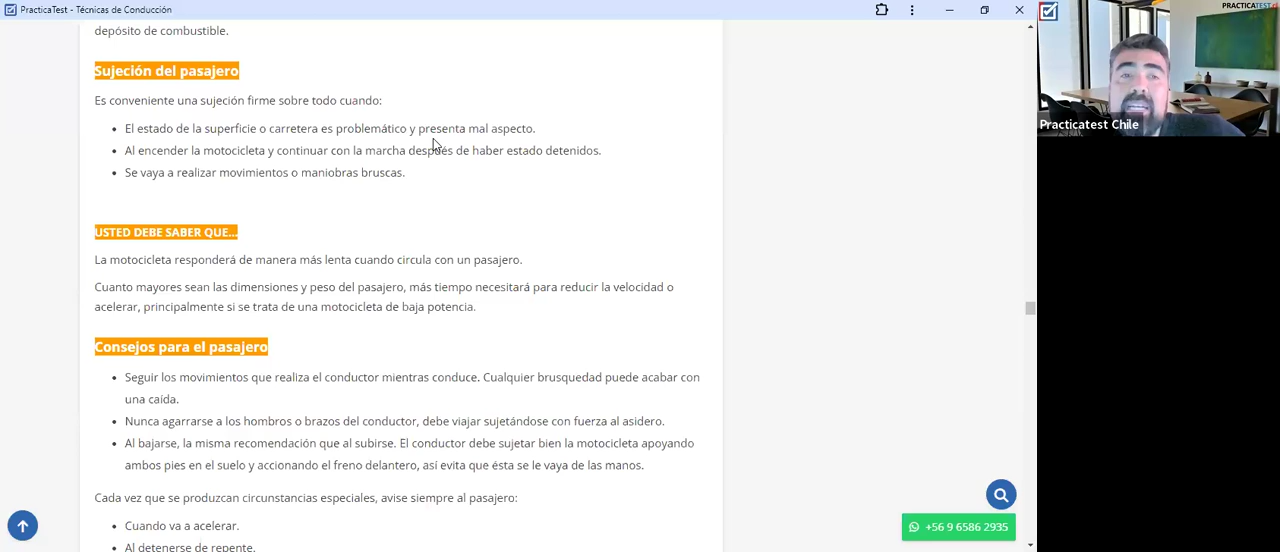 PracticaTest - Técnicas de Conducción
PRACTICATEST.cl
depósito de combustible.
Sujeción del pasajero
Es conveniente una sujeción firme sobre todo cuando:
• El estado de la superficie o carretera es problemático y presenta mal aspecto.
• Al encender la motocicleta y continuar con la marcha después de haber estado detenidos.
• Se vaya a realizar movimientos o maniobras bruscas.
USTED DEBE SABER QUE...
La motocicleta responderá de manera más lenta cuando circula con un pasajero.
Cuanto mayores sean las dimensiones y peso del pasajero, más tiempo necesitará para reducir la velocidad o
acelerar, principalmente si se trata de una motocicleta de baja potencia.
Consejos para el pasajero
• Seguir los movimientos que realiza el conductor mientras conduce. Cualquier brusquedad puede acabar con
una caída.
• Nunca agarrarse a los hombros o brazos del conductor, debe viajar sujetándose con fuerza al asidero.
• Al bajarse, la misma recomendación que al subirse. El conductor debe sujetar bien la motocicleta apoyando
ambos pies en el suelo y accionando el freno delantero, así evita que ésta se le vaya de las manos.
Cada vez que se produzcan circunstancias especiales, avise siempre al pasajero:
• Cuando va a acelerar.
• Al detenerse de repente.
+56 9 6586 2935
Practicatest Chile